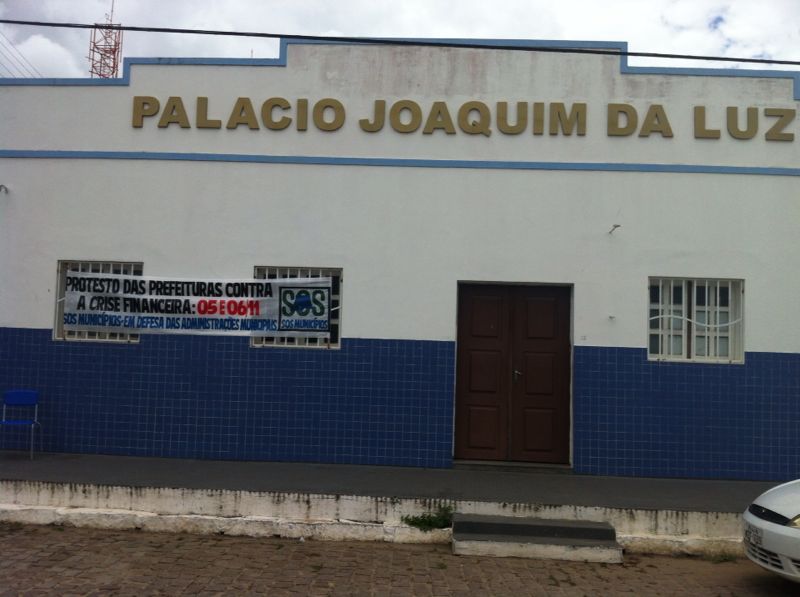 PALACIO JOAQUIM DA LUZ
PROTESTO DAS PREFEITURAS CONTRA
A CRISE FINANCEIRA: 05 E 06.11
SOS MUNICÍPIOS-EM DEFESA DAS ADMINISTRAÇÕES MUNICIPAIS
SOS
SOS MUNICÍPIOS